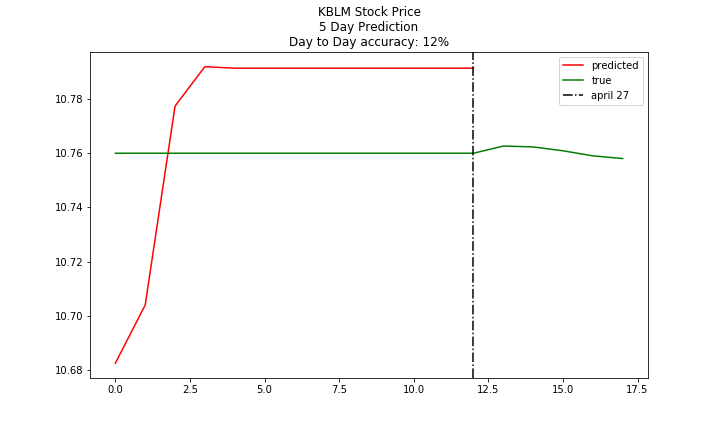 KBLM Stock Price
5 Day Prediction
Day to Day accuracy: 12%
predicted
true
april 27
10.78
10.76
10.74
10.72
10.70
10.68
0.0 2.5 5.0 7.5 10.0 12.5 15.0 17.5